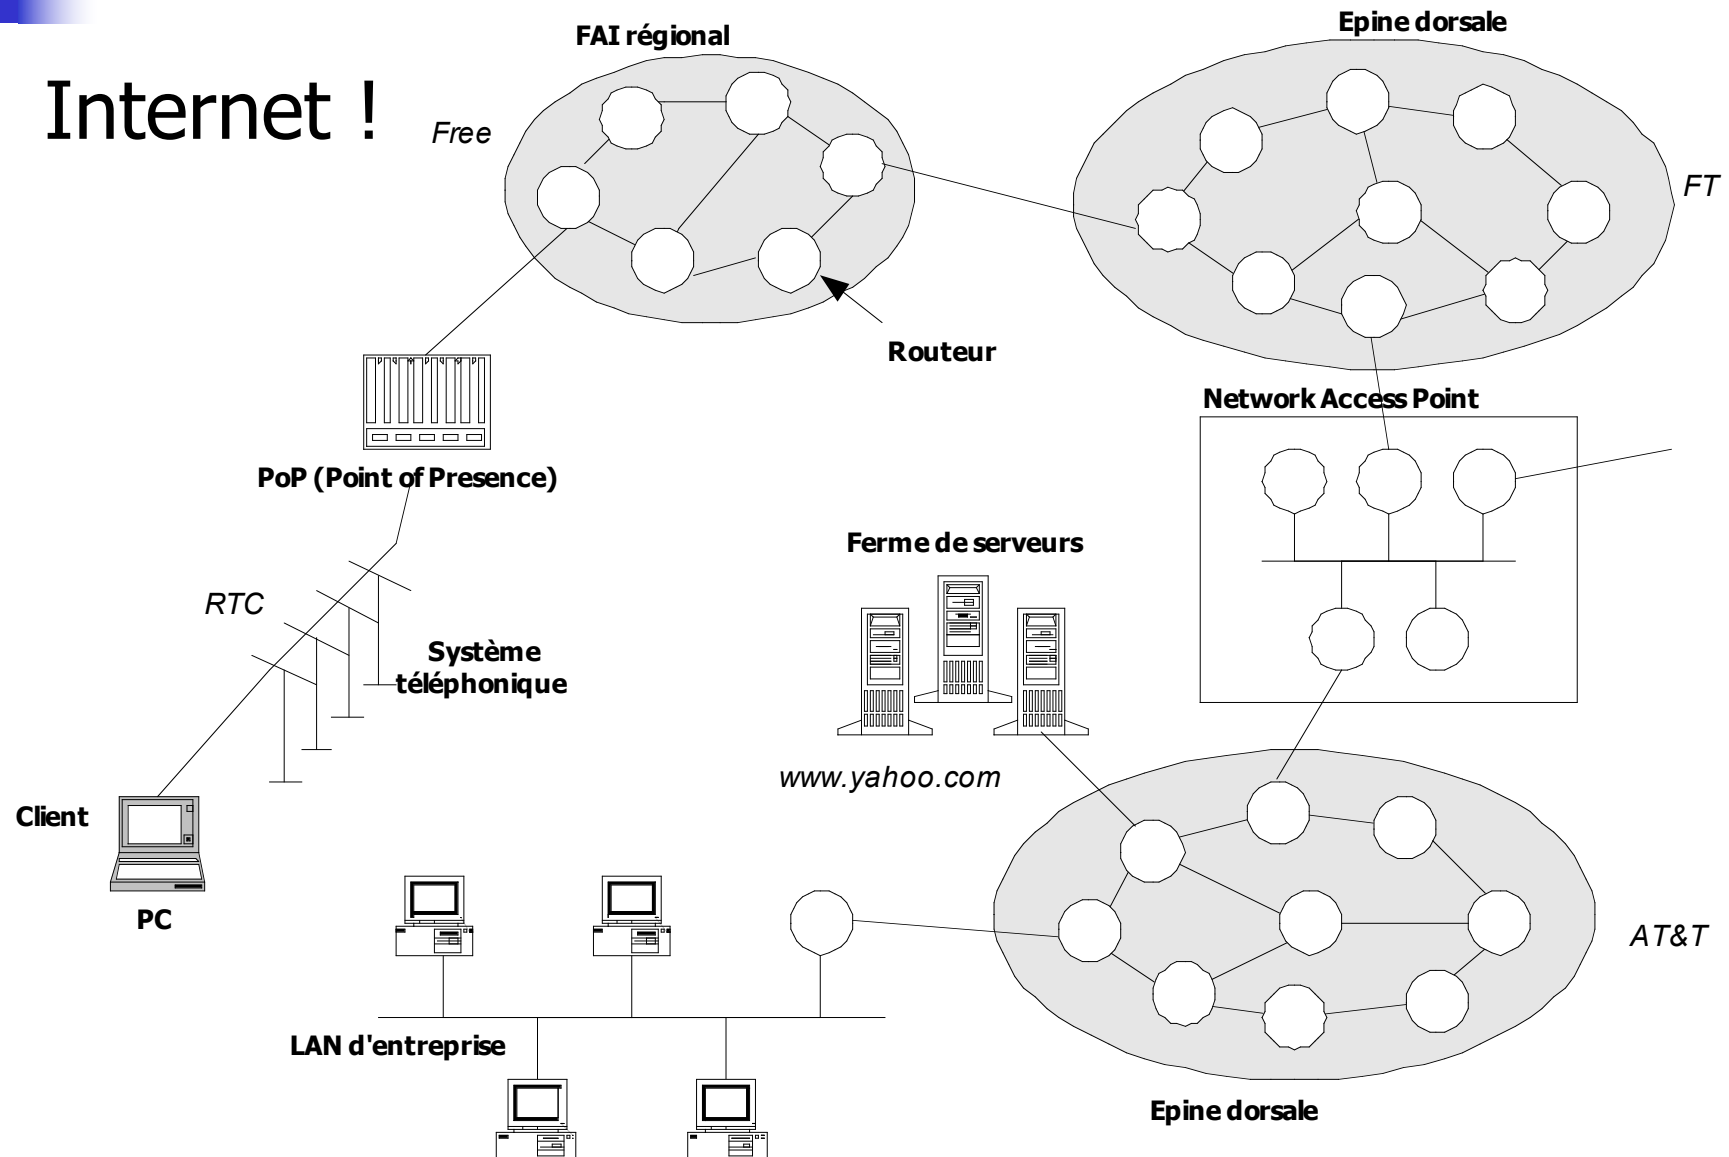 Internet !
FAI régional
Free
Epine dorsale
FT
Routeur
Network Access Point
PoP (Point of Presence)
Ferme de serveurs
RTC
Système
téléphonique
www.yahoo.com
Client
PC
AT&T
LAN d'entreprise
Epine dorsale